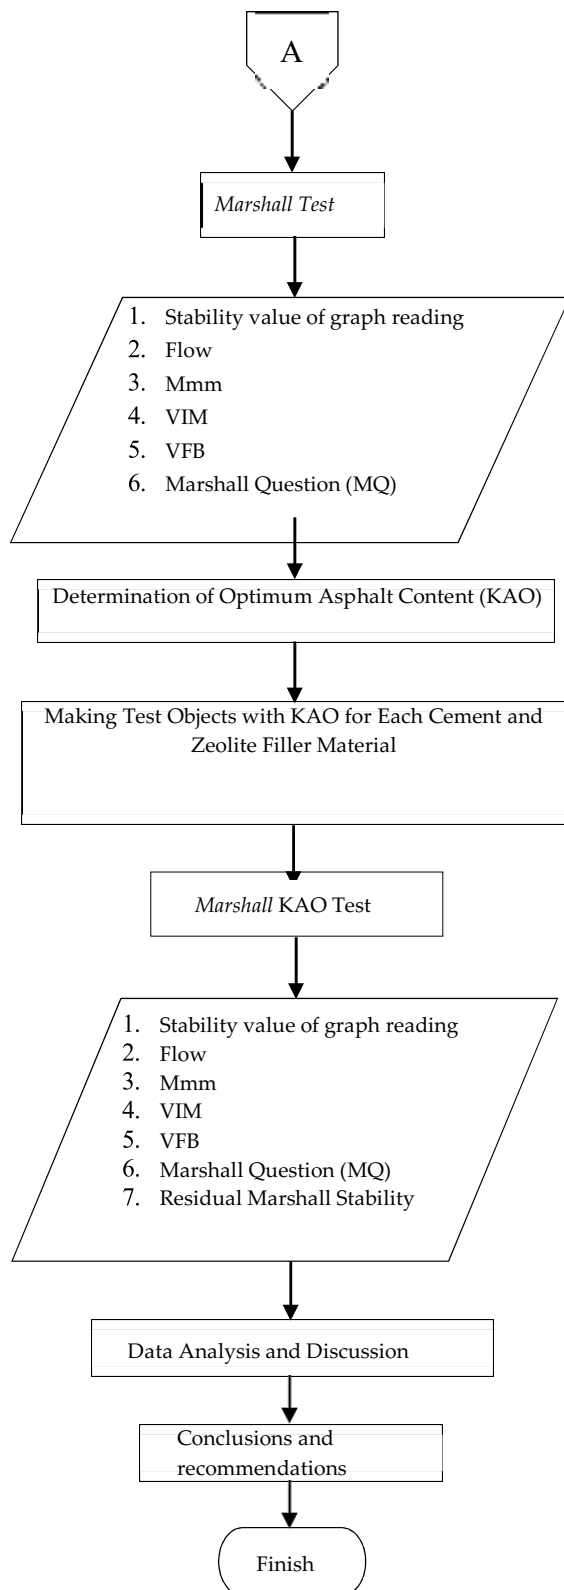 A
Marshall Test
1. Stability value of graph reading
2. Flow
3. Mmm
4. VIM
5. VFB
6. Marshall Question (MQ)
Determination of Optimum Asphalt Content (KAO)
Making Test Objects with KAO for Each Cement and
Zeolite Filler Material
Marshall KAO Test
1. Stability value of graph reading
2. Flow
3. Mmm
4. VIM
5. VFB
6. Marshall Question (MQ)
7. Residual Marshall Stability
Data Analysis and Discussion
Conclusions and
recommendations
Finish